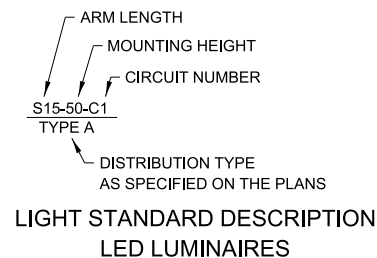 ARM LENGTH
MOUNTING HEIGHT
CIRCUIT NUMBER
S15-50-C1
TYPE A
DISTRIBUTION TYPE
AS SPECIFIED ON THE PLANS
LIGHT STANDARD DESCRIPTION
LED LUMINAIRES